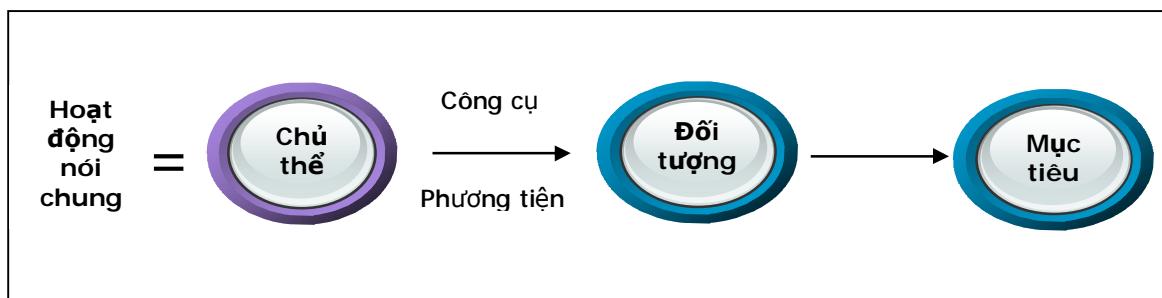 Hoạt
động
nói
chung
=
Chủ
thể
Công cụ
Phương tiện
Đối
tượng
Mục
tiêu